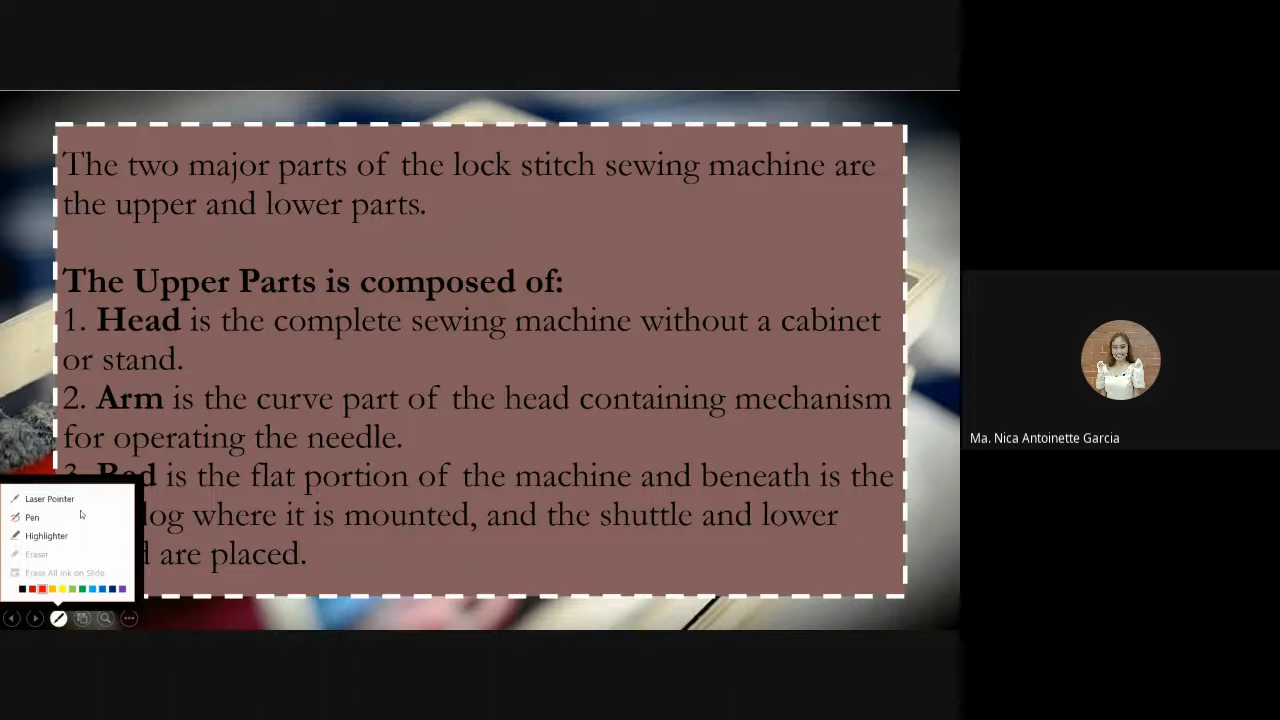 The two major parts of the lock stitch sewing machine are
the upper and lower parts.
The Upper Parts is composed of:
1. Head is the complete sewing machine without a cabinet
or stand.
2. Arm is the curve part of the head containing mechanism
for operating the needle.
3. Bed is the flat portion of the machine and beneath is the
where it is mounted, and the shuttle and lower
are placed.
Laser Pointer
Pen
Highlighter
Eraser
Erase All Ink on Slide
Ma. Nica Antoinette Garcia